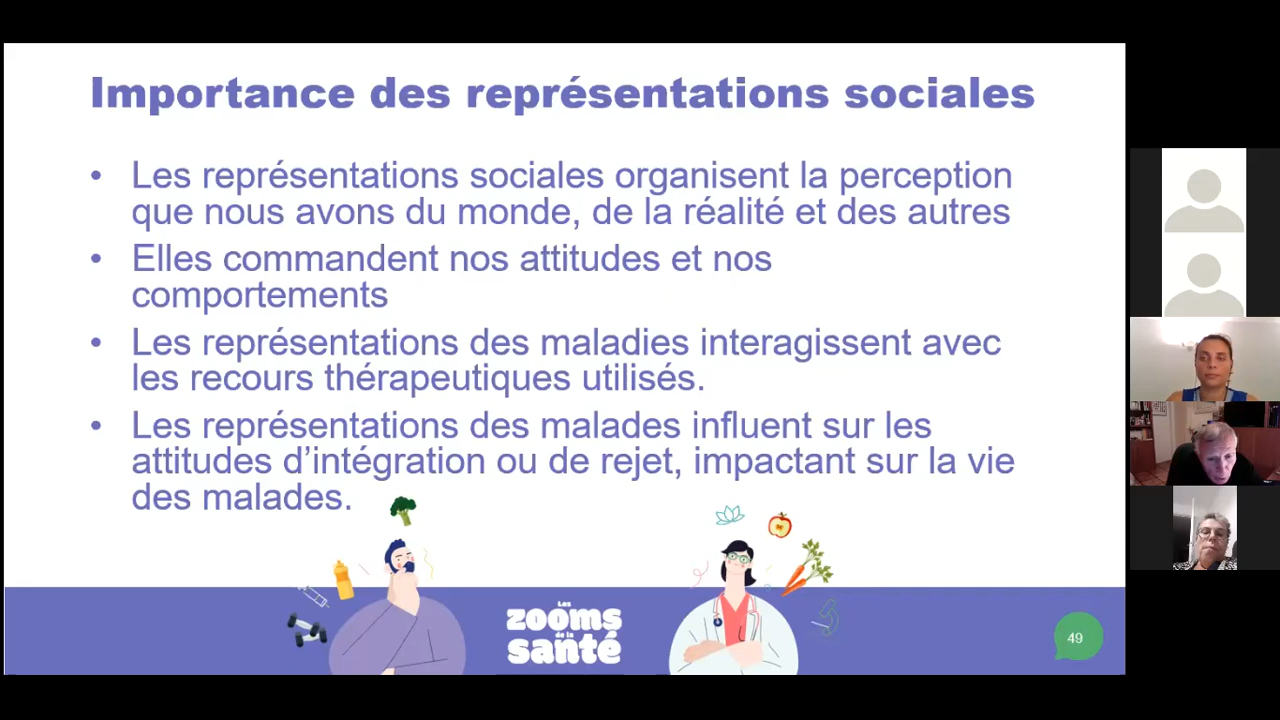 Importance des représentations sociales
• Les représentations sociales organisent la perception
que nous avons du monde, de la réalité et des autres
• Elles commandent nos attitudes et nos
comportements
• Les représentations des maladies interagissent avec
les recours thérapeutiques utilisés.
• Les représentations des malades influent sur les
attitudes d’intégration ou de rejet, impactant sur la vie
des malades.
Les
zooms
de la
santé
49